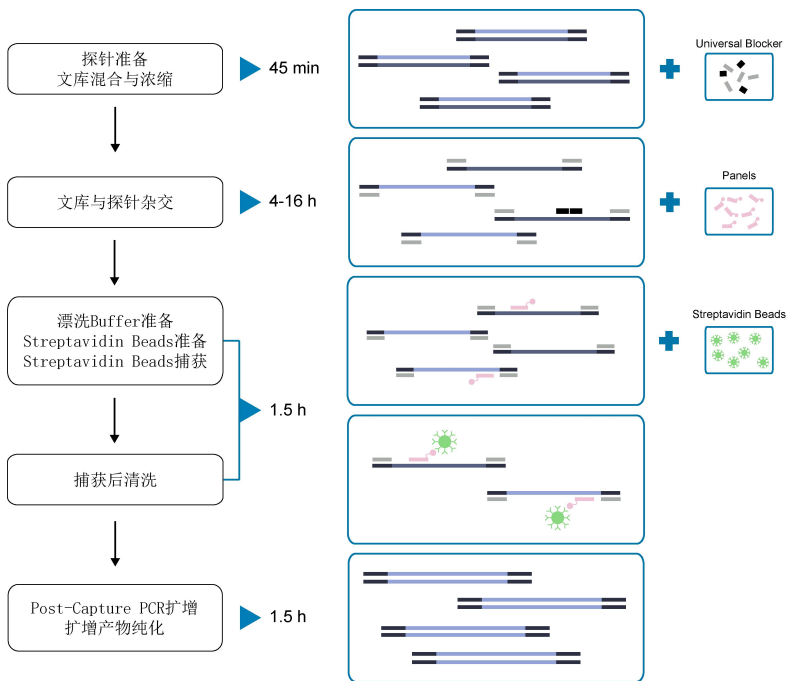 探针准备
文库混合与浓缩
45 min
Universal Blocker
文库与探针杂交
4-16 h
Panels
漂洗Buffer准备
Streptavidin Beads准备
Streptavidin Beads捕获
Streptavidin Beads
1.5 h
捕获后清洗
Post-Capture PCR扩增
扩增产物纯化
1.5 h